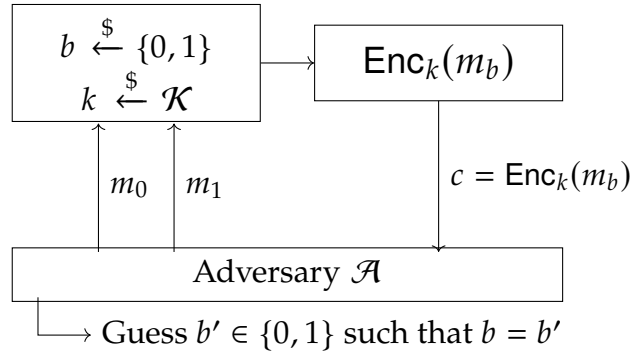 b ←$ {0, 1}
k ←$ 𝒦
Enc_k(m_b)
m_0
m_1
c = Enc_k(m_b)
Adversary 𝒜
Guess b′ ∈ {0, 1} such that b = b′